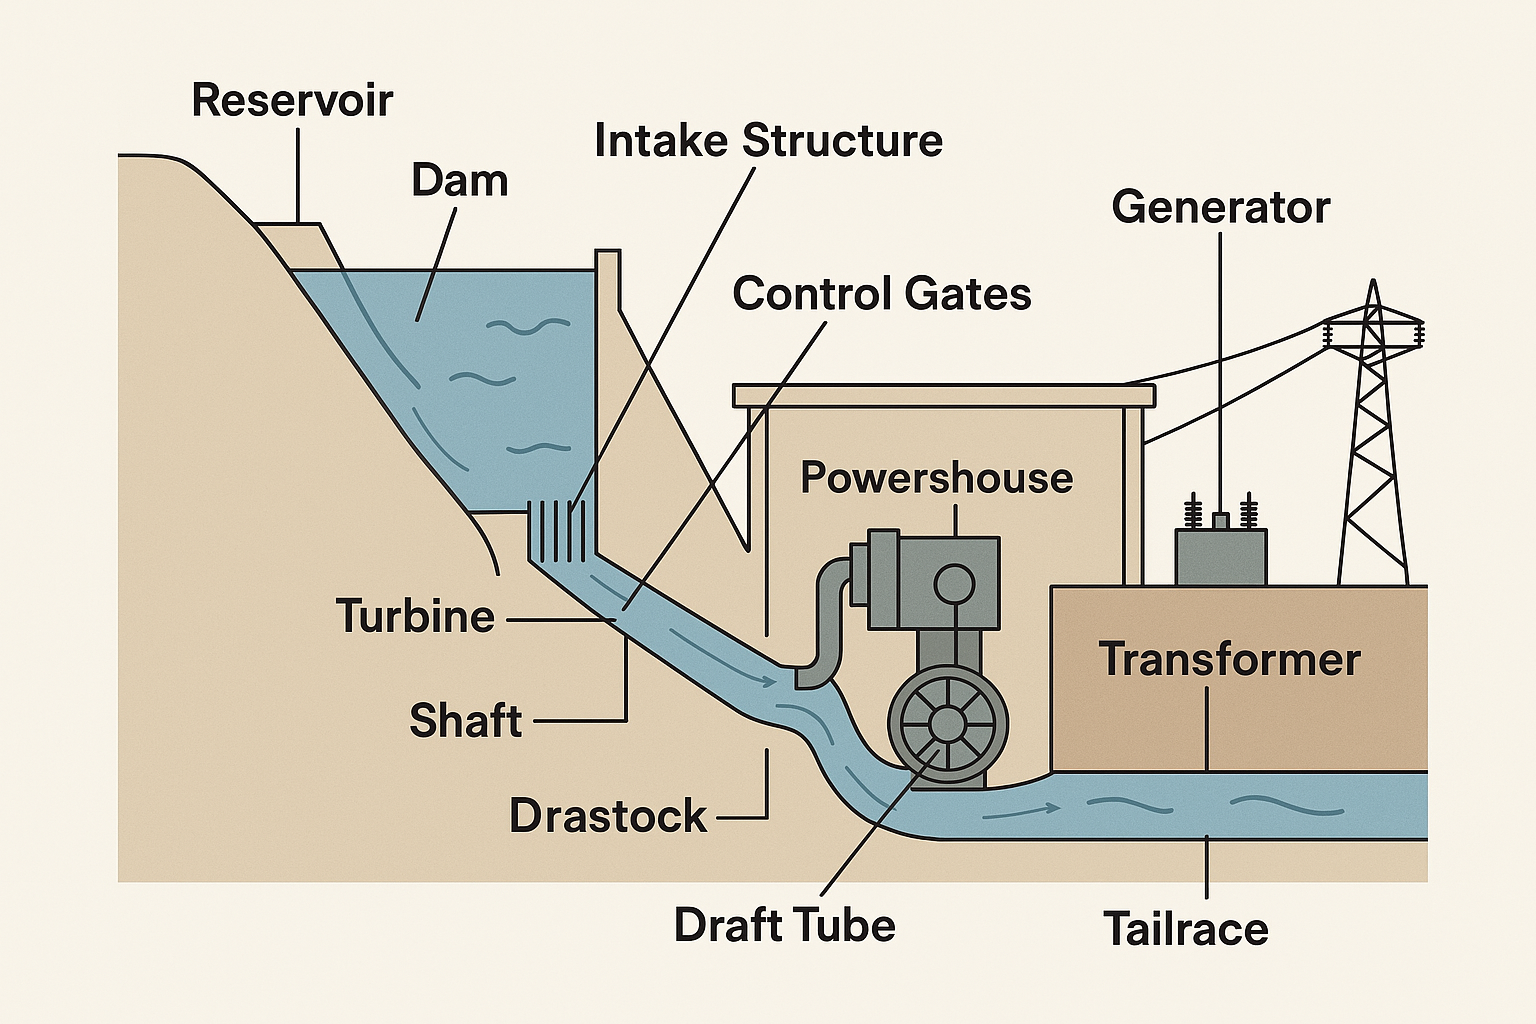 Reservoir
Dam
Intake Structure
Generator
Control Gates
Powershouse
Turbine
Transformer
Shaft
Drastock
Draft Tube
Tailrace